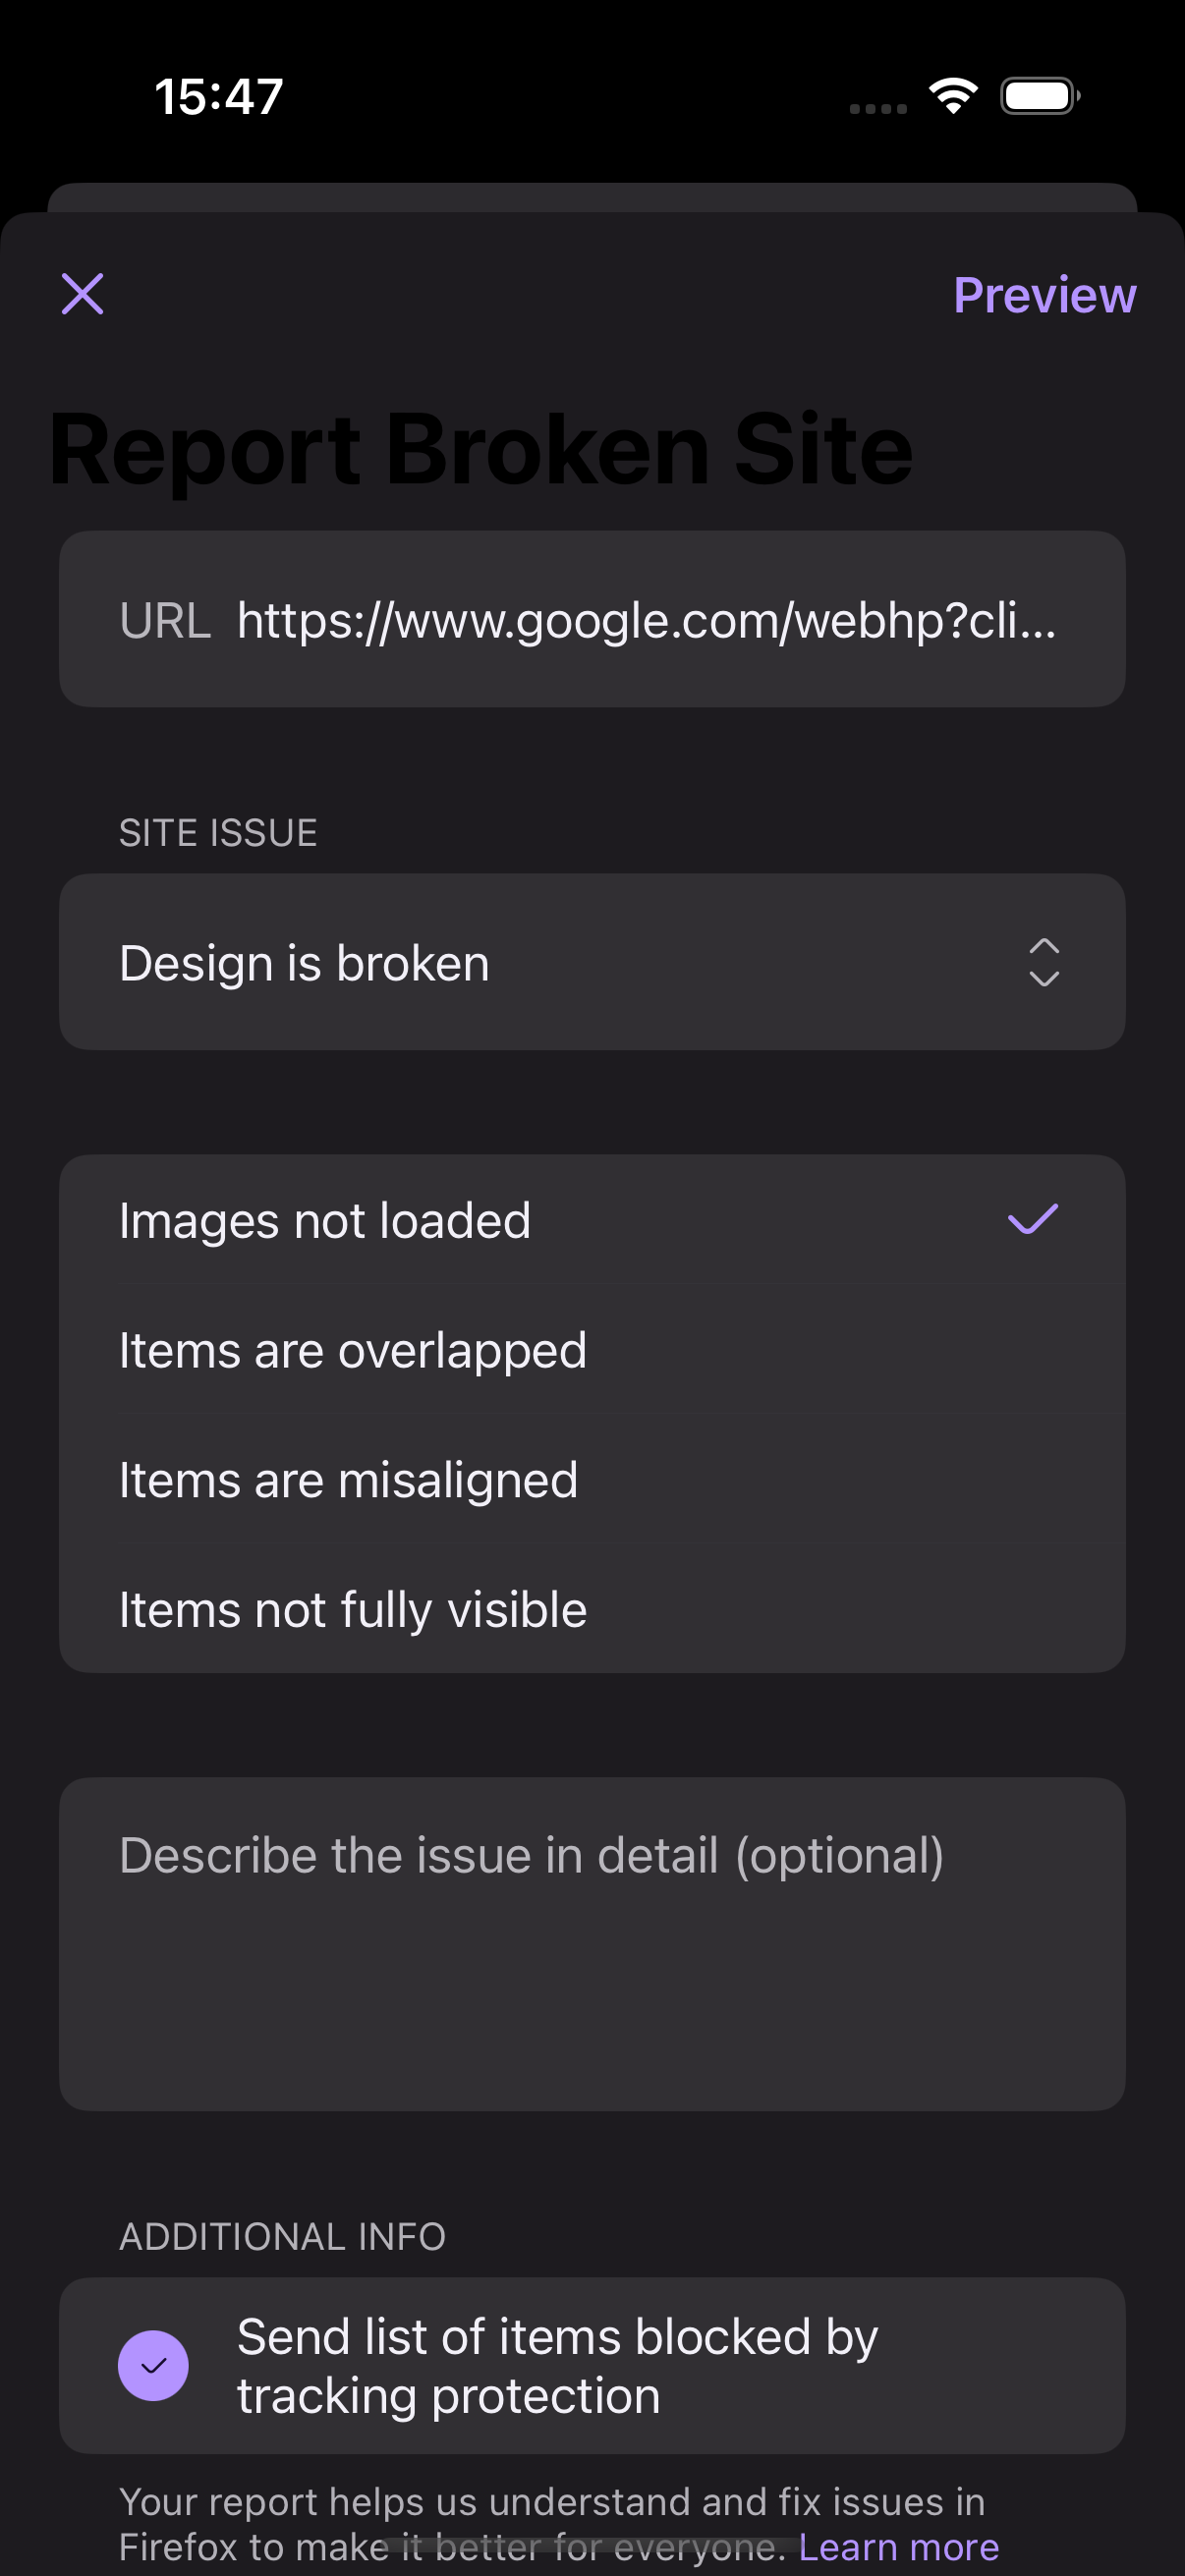 15:47
Preview
Report Broken Site
URL https://www.google.com/webhp?cli...
SITE ISSUE
Design is broken
Images not loaded
Items are overlapped
Items are misaligned
Items not fully visible
Describe the issue in detail (optional)
ADDITIONAL INFO
Send list of items blocked by
tracking protection
Your report helps us understand and fix issues in
Firefox to make it better for everyone. Learn more